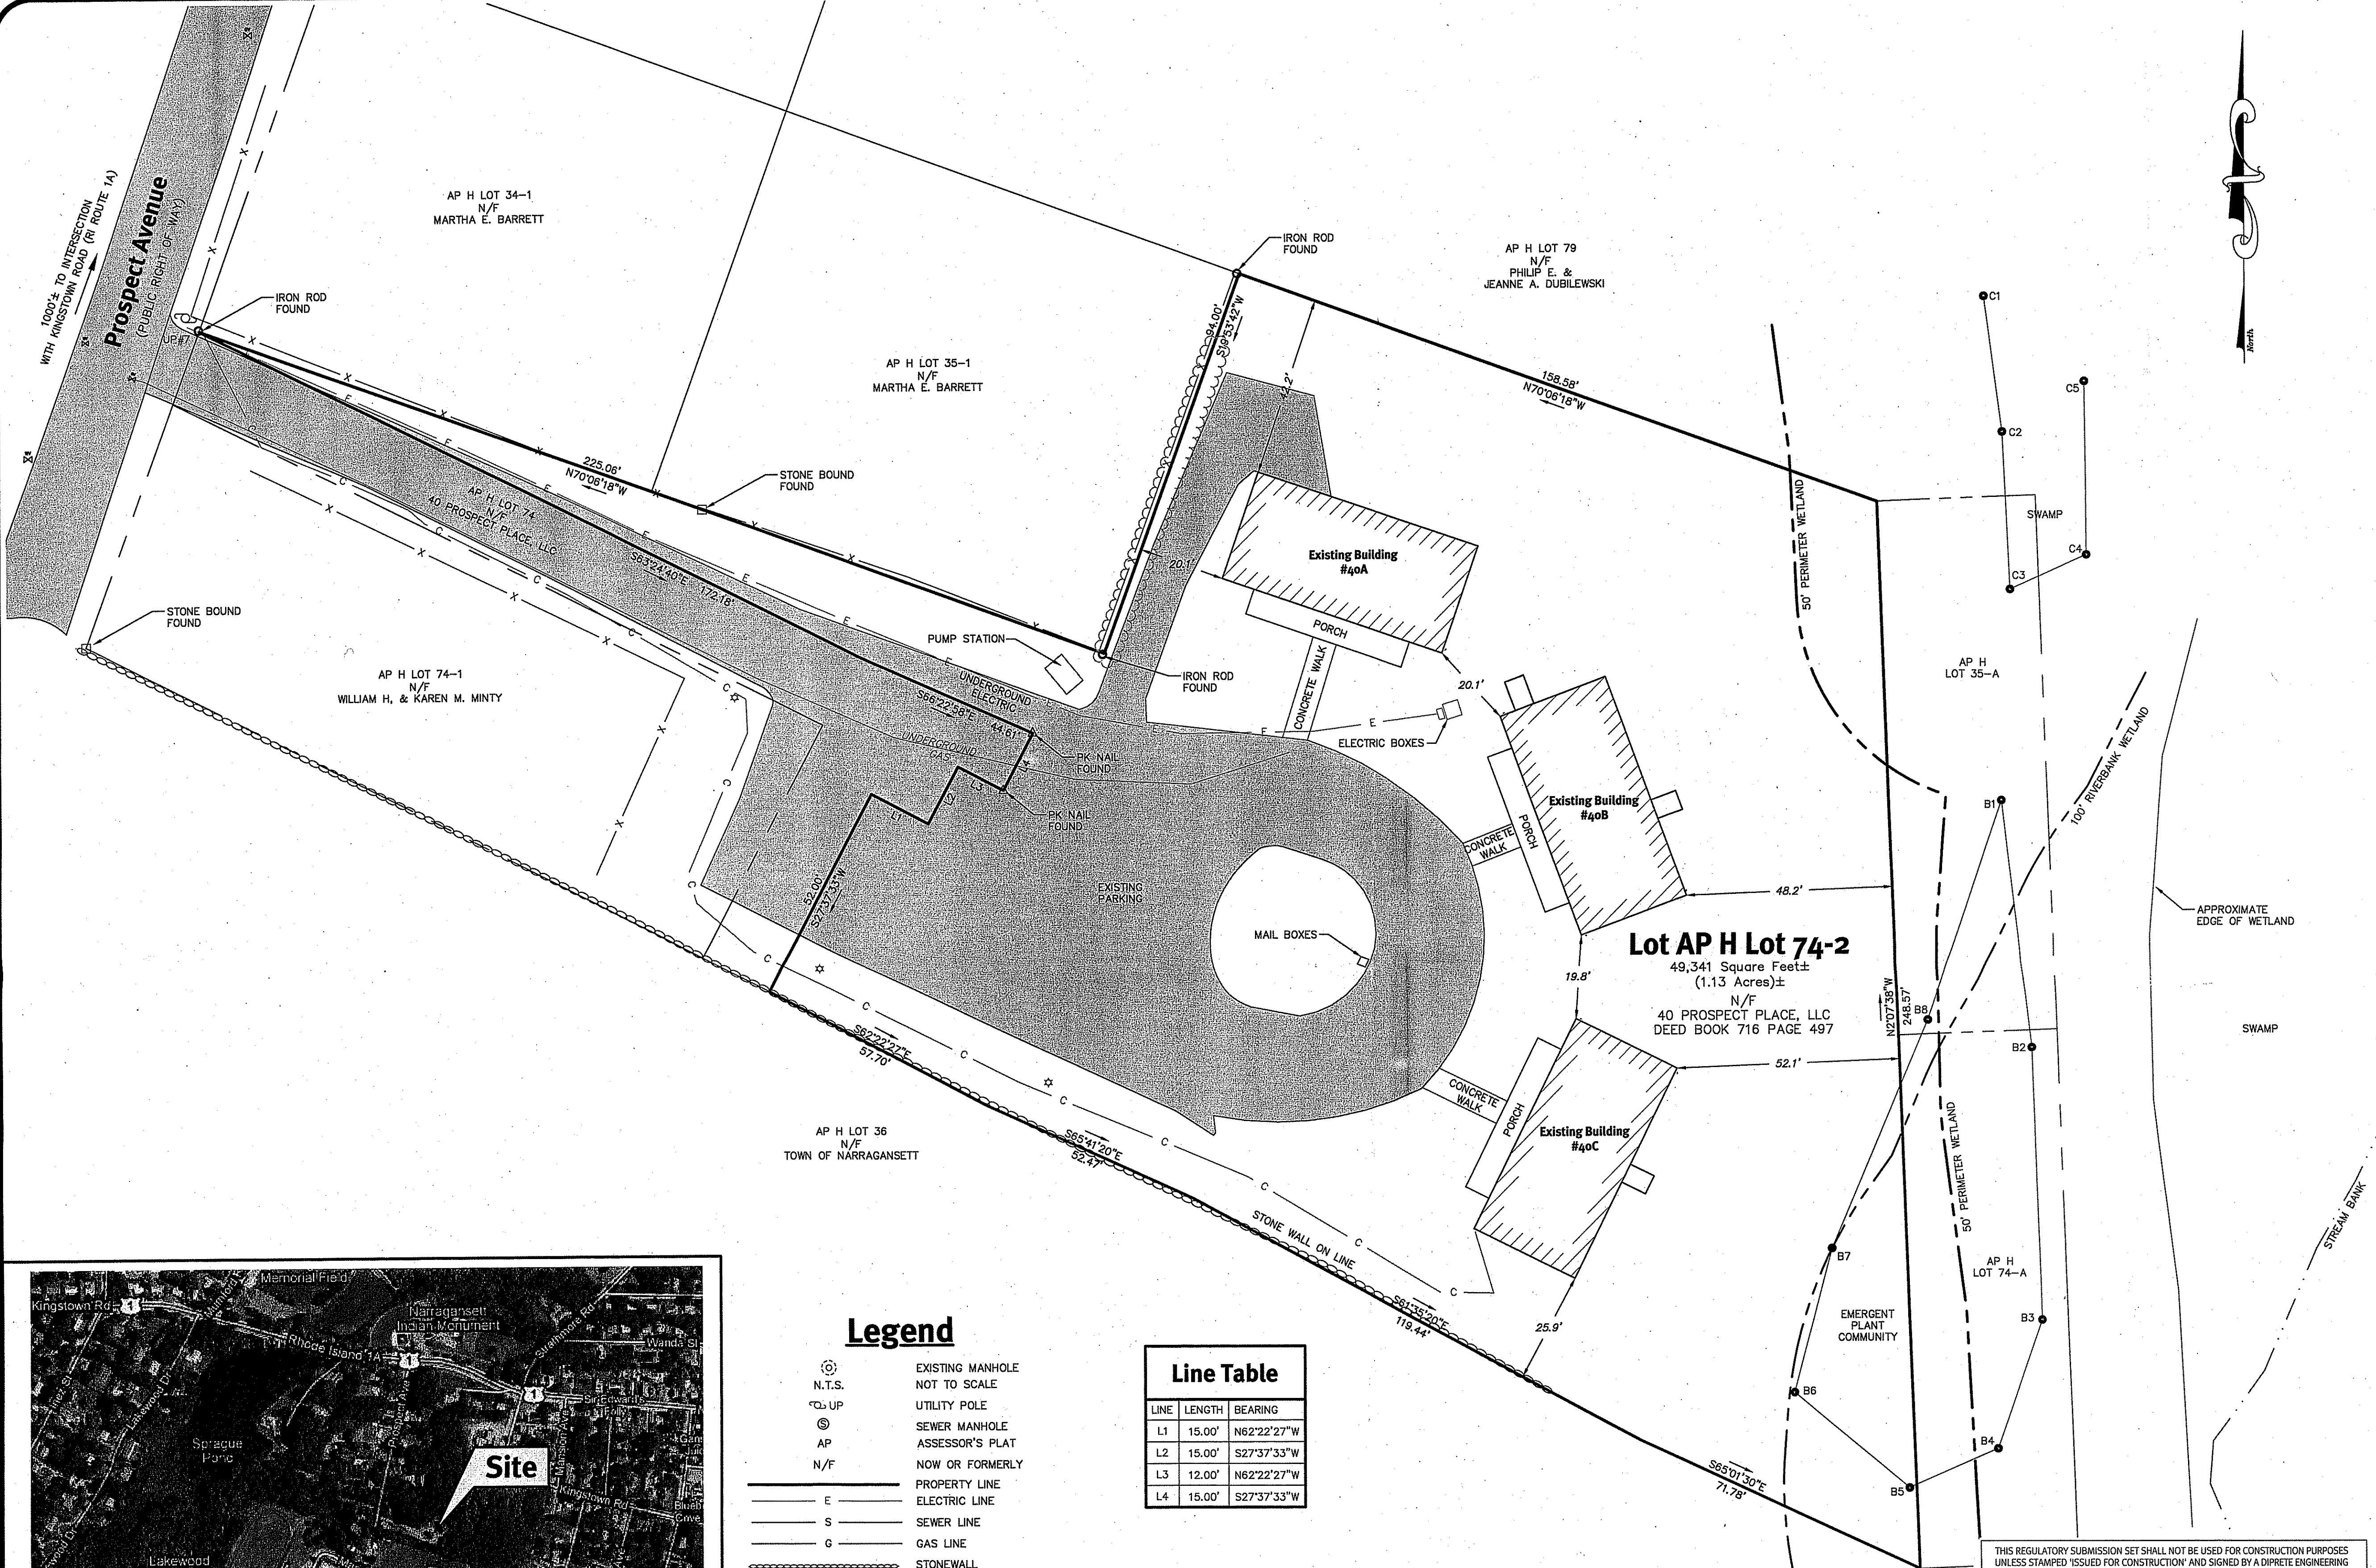 1000'± TO INTERSECTION
WITH KINGSTOWN ROAD (RI ROUTE 1A)
Prospect Avenue
(PUBLIC RIGHT OF WAY)
AP H LOT 34-1
N/F
MARTHA E. BARRETT
IRON ROD
FOUND
UP#7
AP H LOT 35-1
N/F
MARTHA E. BARRETT
IRON ROD
FOUND
94.00'
S19°53'42"W
42.2'
AP H LOT 79
N/F
PHILIP E. &
JEANNE A. DUBILEWSKI
158.58'
N70°06'18"W
North
C1
C2
C3
C4
C5
SWAMP
50' PERIMETER WETLAND
225.06'
N70°06'18"W
STONE BOUND
FOUND
AP H LOT 74
N/F
40 PROSPECT PLACE, LLC
S63°24'40"E
172.18'
STONE BOUND
FOUND
AP H LOT 74-1
N/F
WILLIAM H, & KAREN M. MINTY
PUMP STATION
IRON ROD
FOUND
20.1'
Existing Building
#40A
PORCH
CONCRETE WALK
UNDERGROUND
ELECTRIC
S66°22'58"E
44.61'
UNDERGROUND
GAS
PK NAIL
FOUND
L4
L3
L2
L1
PK NAIL
FOUND
52.00'
S27°37'33"W
EXISTING
PARKING
MAIL BOXES
20.1'
ELECTRIC BOXES
Existing Building
#40B
PORCH
CONCRETE
WALK
48.2'
Lot AP H Lot 74-2
49,341 Square Feet±
(1.13 Acres)±
N/F
40 PROSPECT PLACE, LLC
DEED BOOK 716 PAGE 497
19.8'
52.1'
N2°07'38"W
248.57'
CONCRETE
WALK
PORCH
Existing Building
#40C
25.9'
AP H
LOT 35-A
100' RIVERBANK WETLAND
APPROXIMATE
EDGE OF WETLAND
SWAMP
B1
B2
B3
B4
B5
B6
B7
B8
50' PERIMETER WETLAND
AP H
LOT 74-A
EMERGENT
PLANT
COMMUNITY
STREAM BANK
S62°22'27"E
57.70'
S65°41'20"E
52.47'
STONE WALL ON LINE
S61°35'20"E
119.44'
S65°01'30"E
71.78'
AP H LOT 36
N/F
TOWN OF NARRAGANSETT
Memorial Field
Kingstown Rd
1
Mumford
Narragansett
Indian Monument
Rhode Island 1A
1
Strathmore Rd
Wanda St
1
Lakewood Dr
Sprague
Pond
Site
Kingstown Rd
Lakewood
Legend
EXISTING MANHOLE
N.T.S. NOT TO SCALE
UP UTILITY POLE
S SEWER MANHOLE
AP ASSESSOR'S PLAT
N/F NOW OR FORMERLY
PROPERTY LINE
E ELECTRIC LINE
S SEWER LINE
G GAS LINE
STONEWALL
Line Table
LINE LENGTH BEARING
L1 15.00' N62°22'27"W
L2 15.00' S27°37'33"W
L3 12.00' N62°22'27"W
L4 15.00' S27°37'33"W
THIS REGULATORY SUBMISSION SET SHALL NOT BE USED FOR CONSTRUCTION PURPOSES
UNLESS STAMPED 'ISSUED FOR CONSTRUCTION' AND SIGNED BY A DIPRETE ENGINEERING